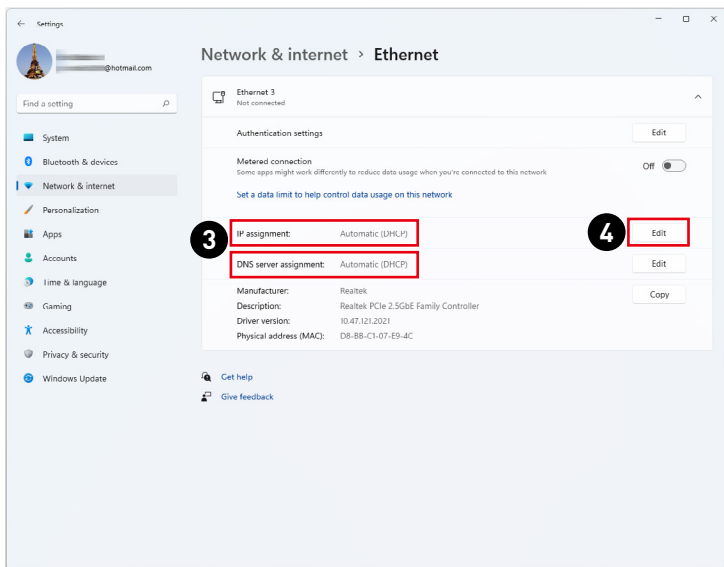 Settings
@hotmail.com
Find a setting
System
Bluetooth & devices
Network & internet
Personalization
Apps
Accounts
Time & language
Gaming
Accessibility
Privacy & security
Windows Update
Network & internet > Ethernet
Ethernet 3
Not connected
Authentication settings
Edit
Metered connection
Some apps might work differently to reduce data usage when you're connected to this network
Off
Set a data limit to help control data usage on this network
3
IP assignment: Automatic (DHCP)
4
Edit
DNS server assignment: Automatic (DHCP)
Edit
Manufacturer: Realtek
Description: Realtek PCIe 2.5GbE Family Controller
Driver version: 10.47.121.2021
Physical address (MAC): D8-BB-C1-07-E9-4C
Copy
Get help
Give feedback